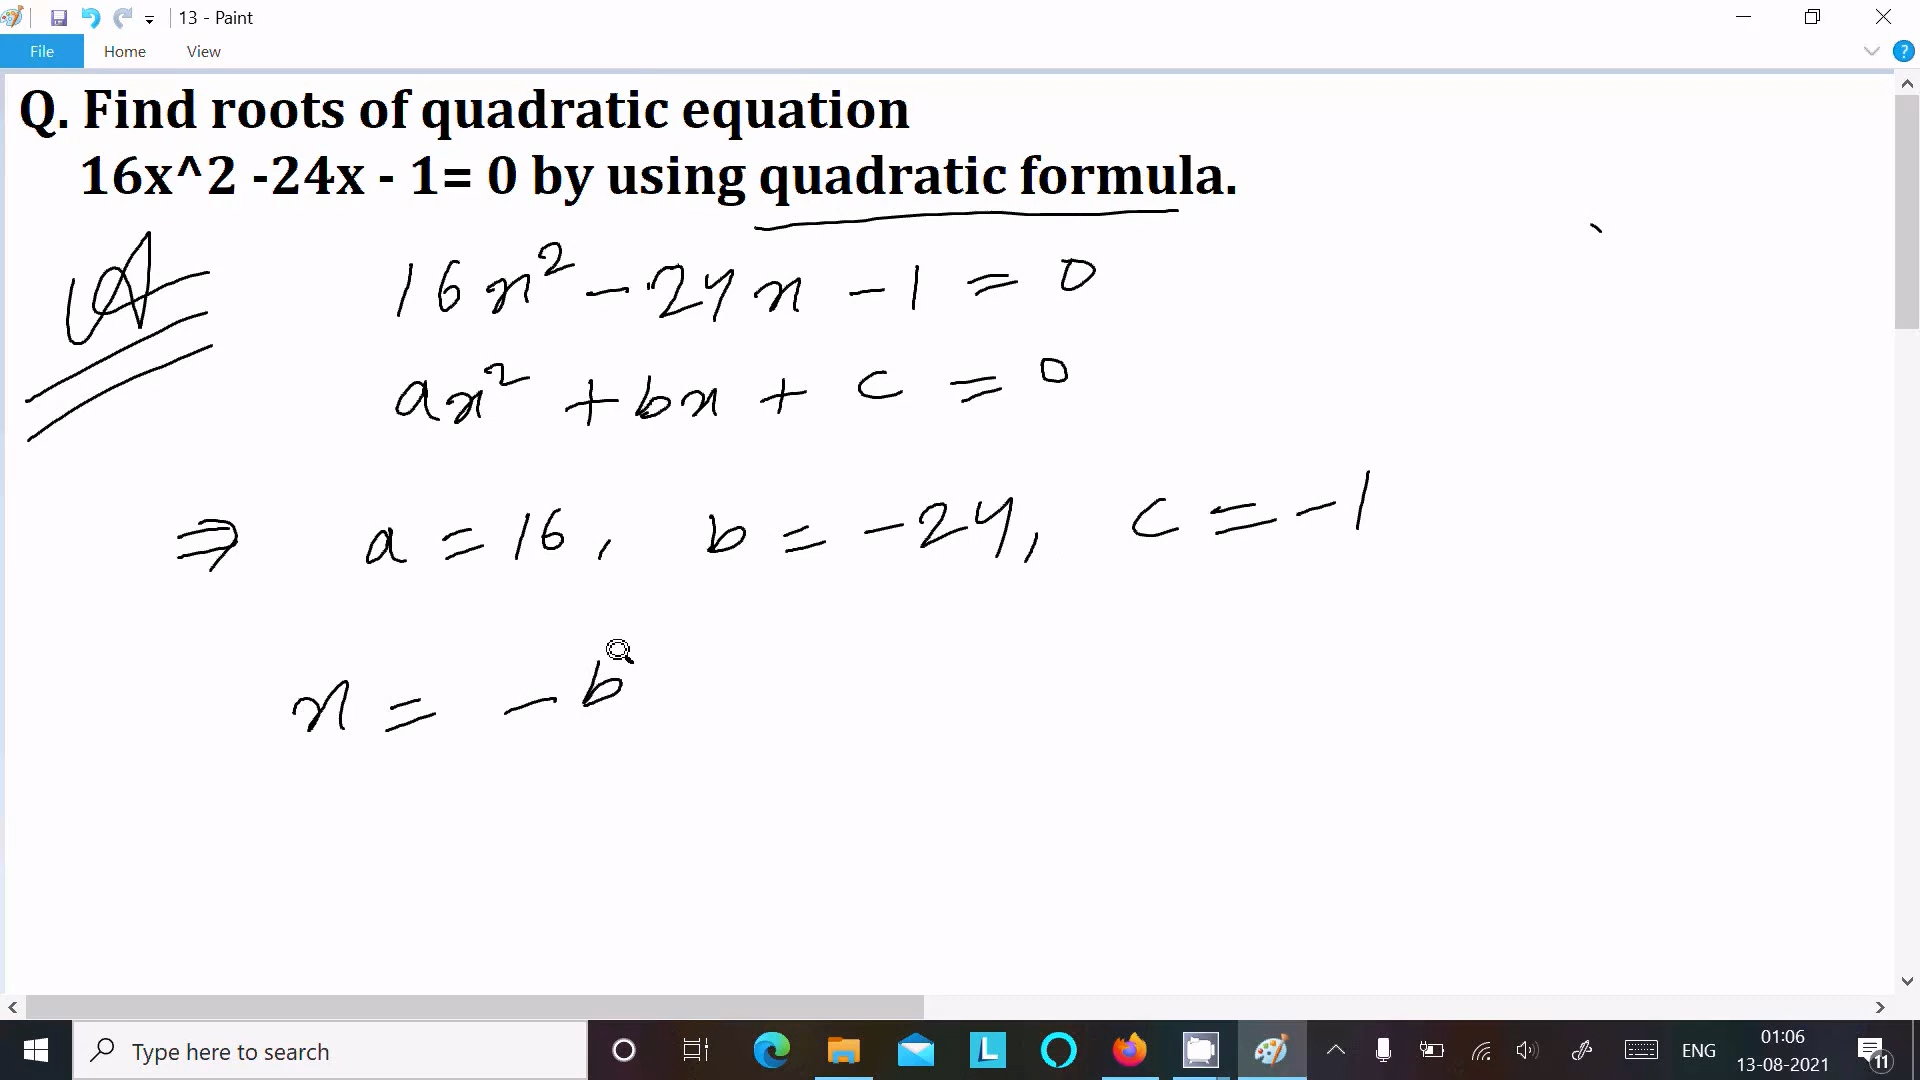 13 - Paint
File Home View
Q. Find roots of quadratic equation
16x^2 -24x - 1= 0 by using quadratic formula.
16x² - 24x - 1 = 0
ax² + bx + c = 0
⇒ a = 16, b = -24, c = -1
x = - b
Type here to search
ENG
01:06
13-08-2021
11